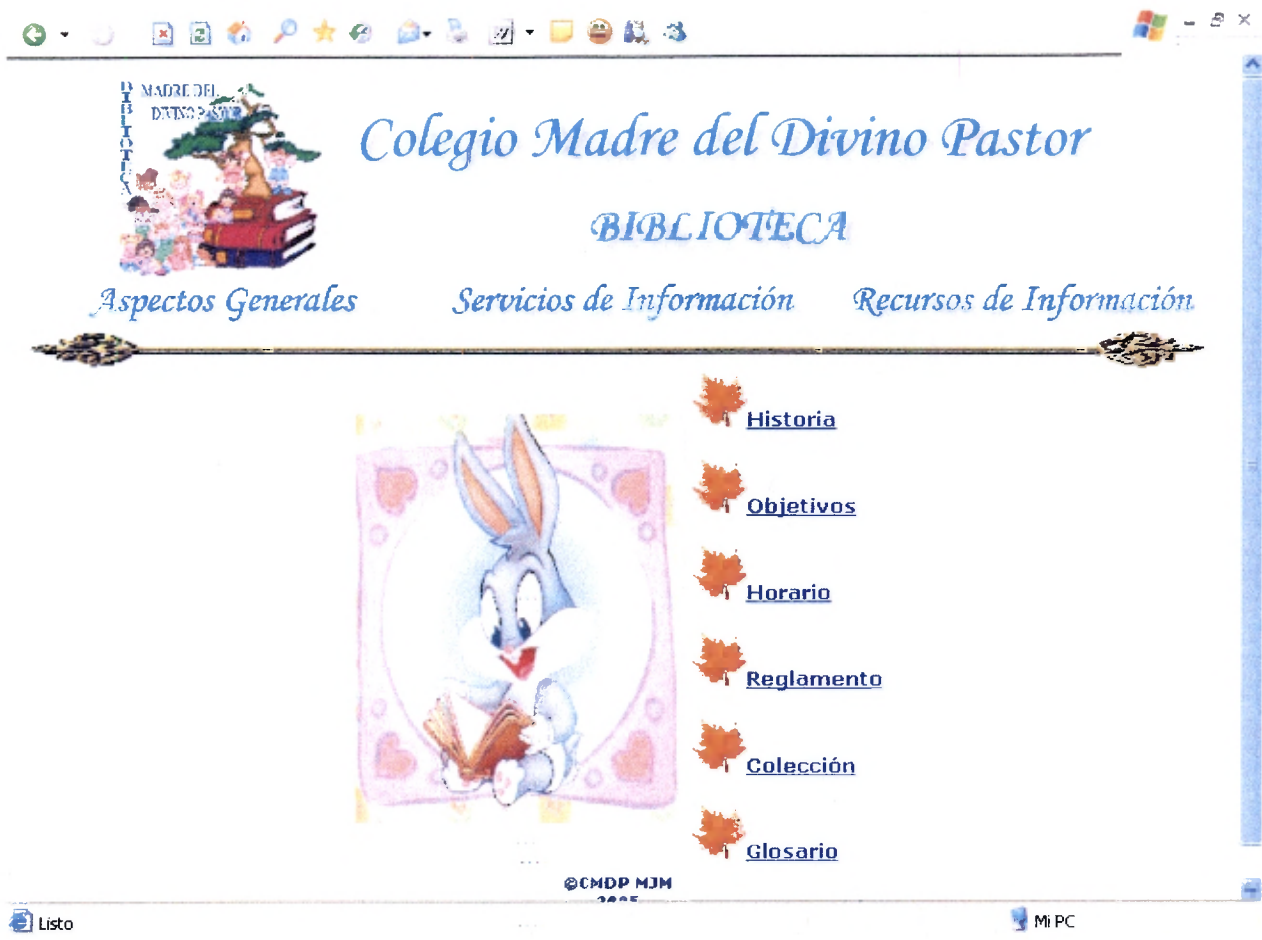 BIBLIOTECA
MADRE DEL
DIVINO PASTOR
Colegio Madre del Divino Pastor
BIBLIOTECA
Aspectos Generales Servicios de Información Recursos de Información
Historia
Objetivos
Horario
Reglamento
Colección
Glosario
©CMDP MJM
Listo Mi PC